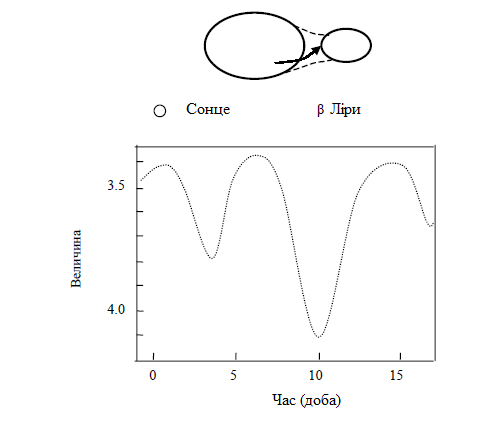 Сонце β Ліри
3.5
4.0
Величина
0 5 10 15
Час (доба)